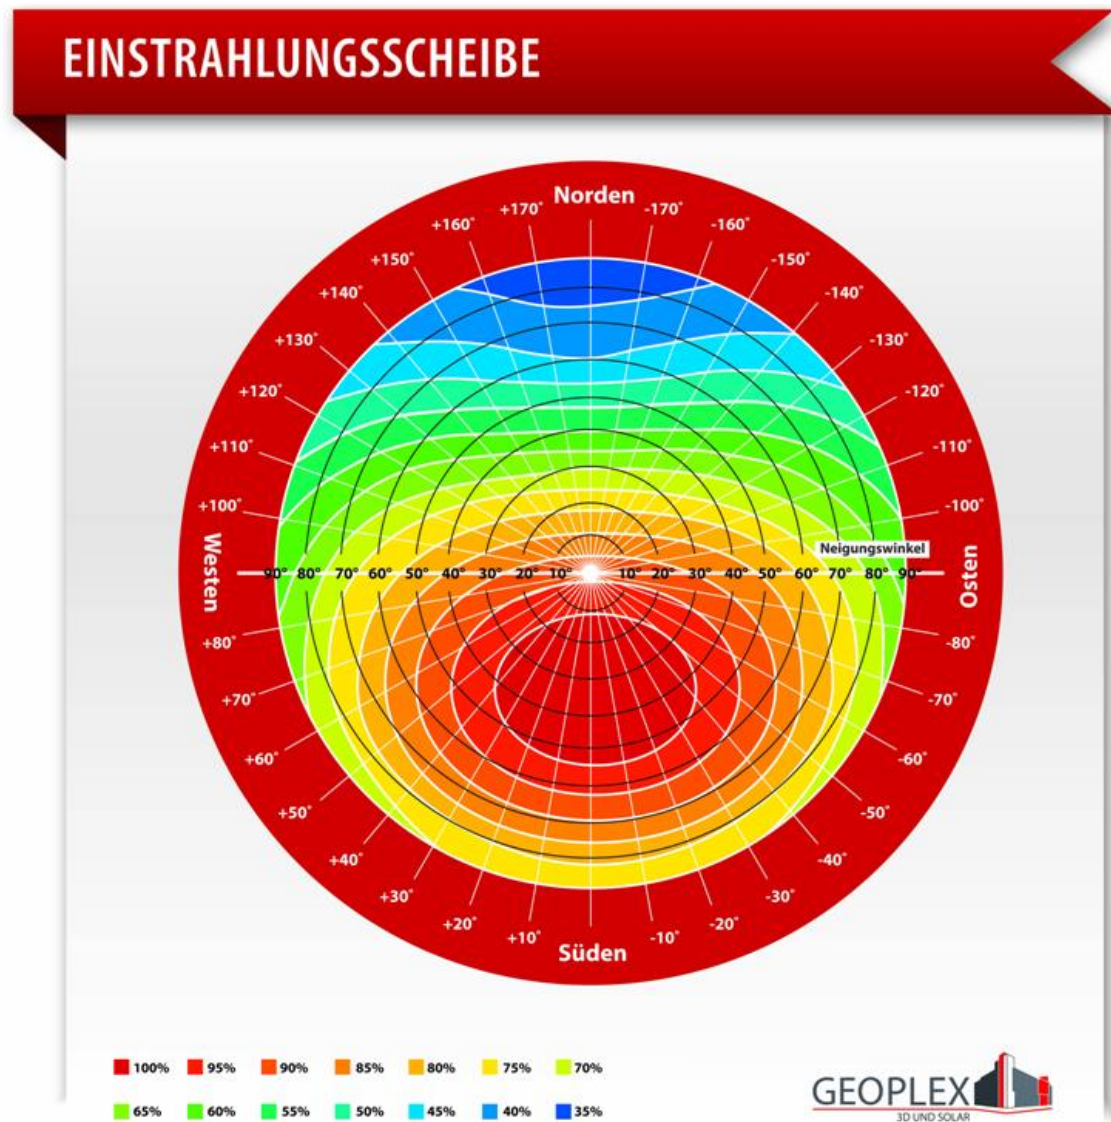 EINSTRAHLUNGSSCHEIBE
Norden
+170° -170°
+160° -160°
+150° -150°
+140° -140°
+130° -130°
+120° -120°
+110° -110°
+100° -100°
Neigungswinkel
Westen
90° 80° 70° 60° 50° 40° 30° 20° 10° 10° 20° 30° 40° 50° 60° 70° 80° 90°
Osten
+80° -80°
+70° -70°
+60° -60°
+50° -50°
+40° -40°
+30° -30°
+20° -20°
+10° -10°
Süden
100% 95% 90% 85% 80% 75% 70%
65% 60% 55% 50% 45% 40% 35%
GEOPLEX
3D UND SOLAR